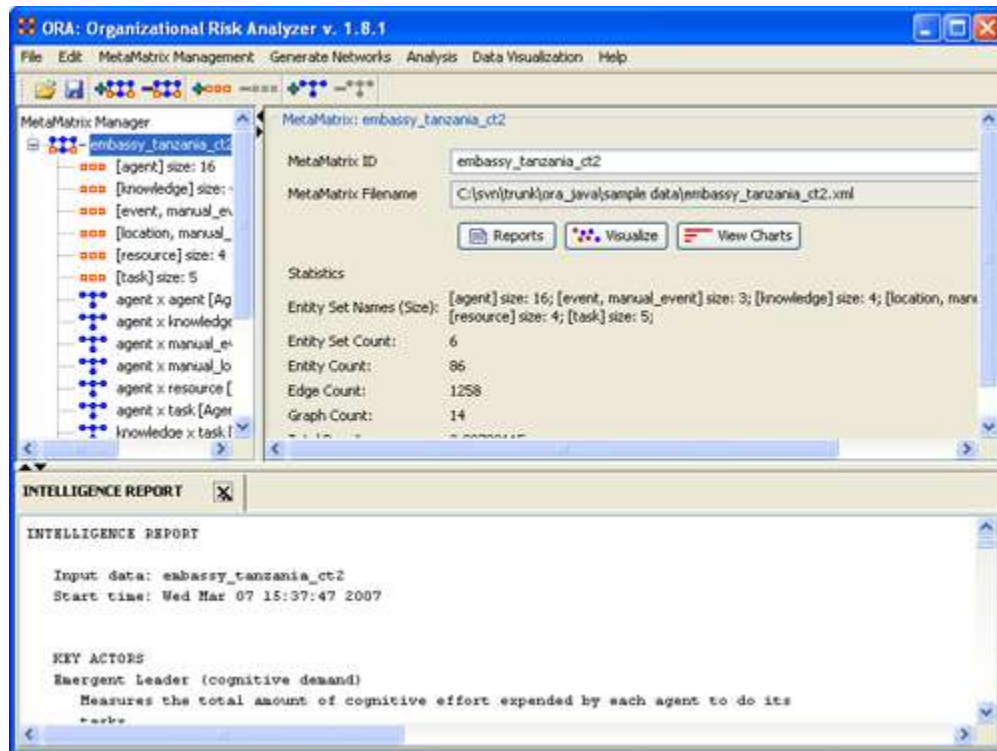 ORA: Organizational Risk Analyzer v. 1.8.1
File Edit MetaMatrix Management Generate Networks Analysis Data Visualization Help
MetaMatrix Manager
embassy_tanzania_ct2
[agent] size: 16
[knowledge] size:
[event, manual_ev
[location, manual_
[resource] size: 4
[task] size: 5
agent x agent [Ag
agent x knowledge
agent x manual_e
agent x manual_lo
agent x resource [
agent x task [Agen
knowledge x task [
MetaMatrix: embassy_tanzania_ct2
MetaMatrix ID embassy_tanzania_ct2
MetaMatrix Filename C:\svn\trunk\ora_java\sample data\embassy_tanzania_ct2.xml
Reports Visualize View Charts
Statistics
Entity Set Names (Size): [agent] size: 16; [event, manual_event] size: 3; [knowledge] size: 4; [location, manu
[resource] size: 4; [task] size: 5;
Entity Set Count: 6
Entity Count: 86
Edge Count: 1258
Graph Count: 14
INTELLIGENCE REPORT
INTELLIGENCE REPORT
Input data: embassy_tanzania_ct2
Start time: Wed Mar 07 15:37:47 2007
KEY ACTORS
Emergent Leader (cognitive demand)
Measures the total amount of cognitive effort expended by each agent to do its
tasks